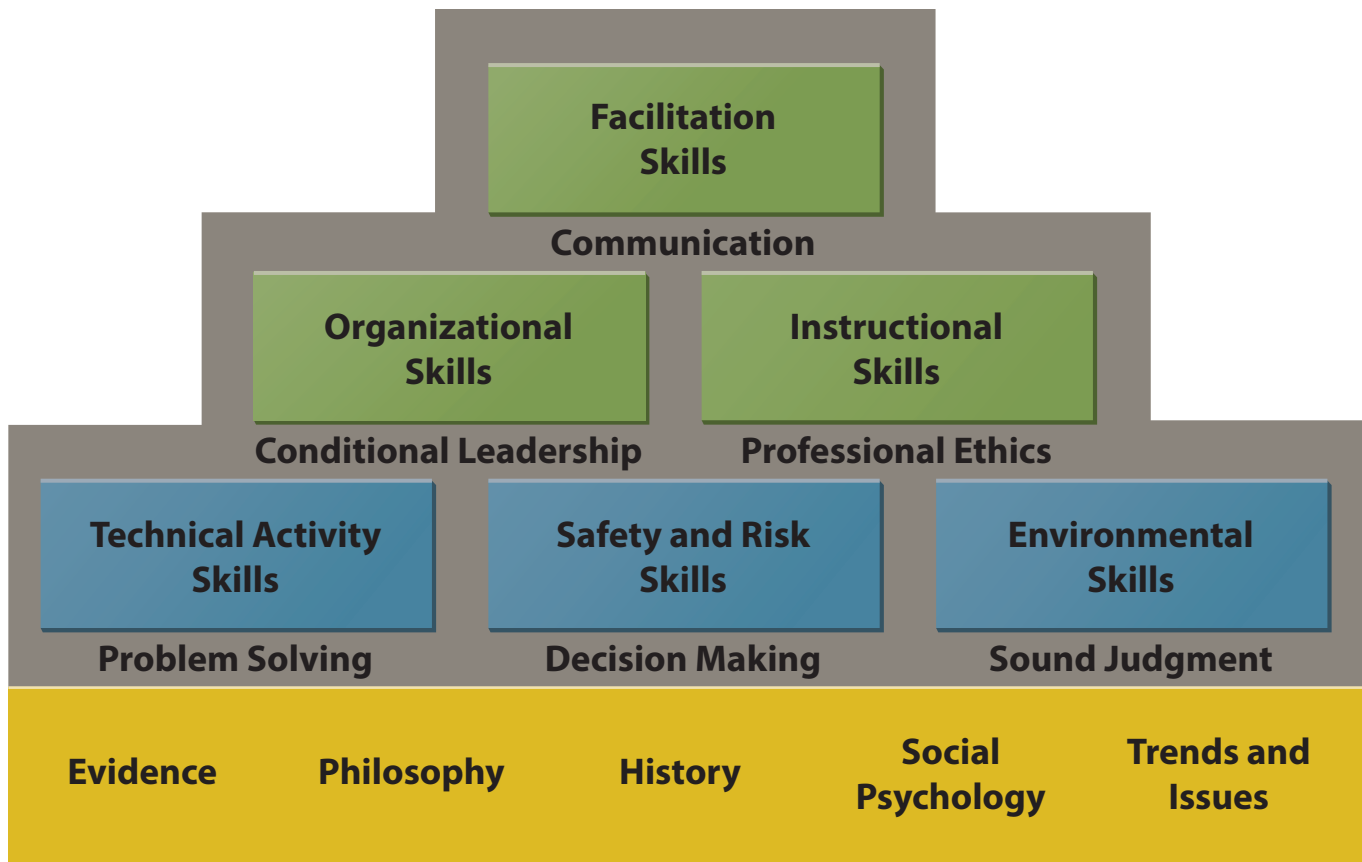 Facilitation
Skills
Communication
Organizational
Skills
Instructional
Skills
Conditional Leadership
Professional Ethics
Technical Activity
Skills
Safety and Risk
Skills
Environmental
Skills
Problem Solving
Decision Making
Sound Judgment
Evidence
Philosophy
History
Social
Psychology
Trends and
Issues